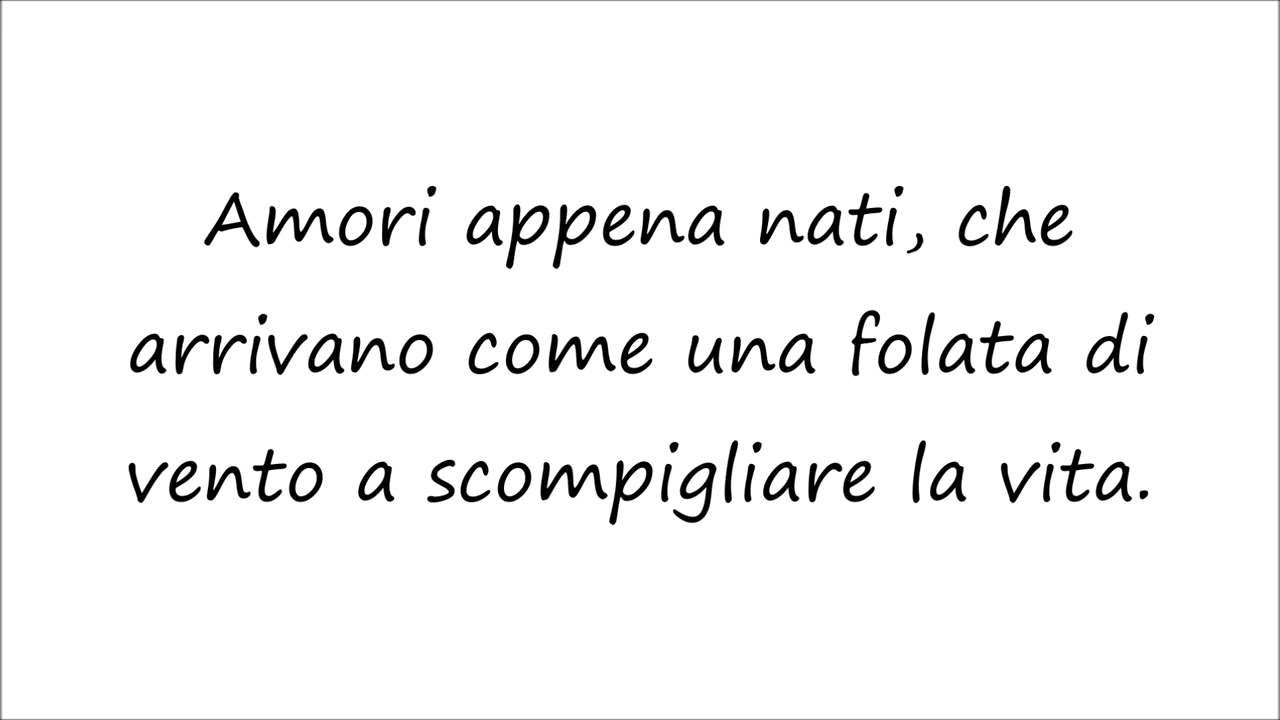 Amori appena nati, che
arrivano come una folata di
vento a scompigliare la vita.